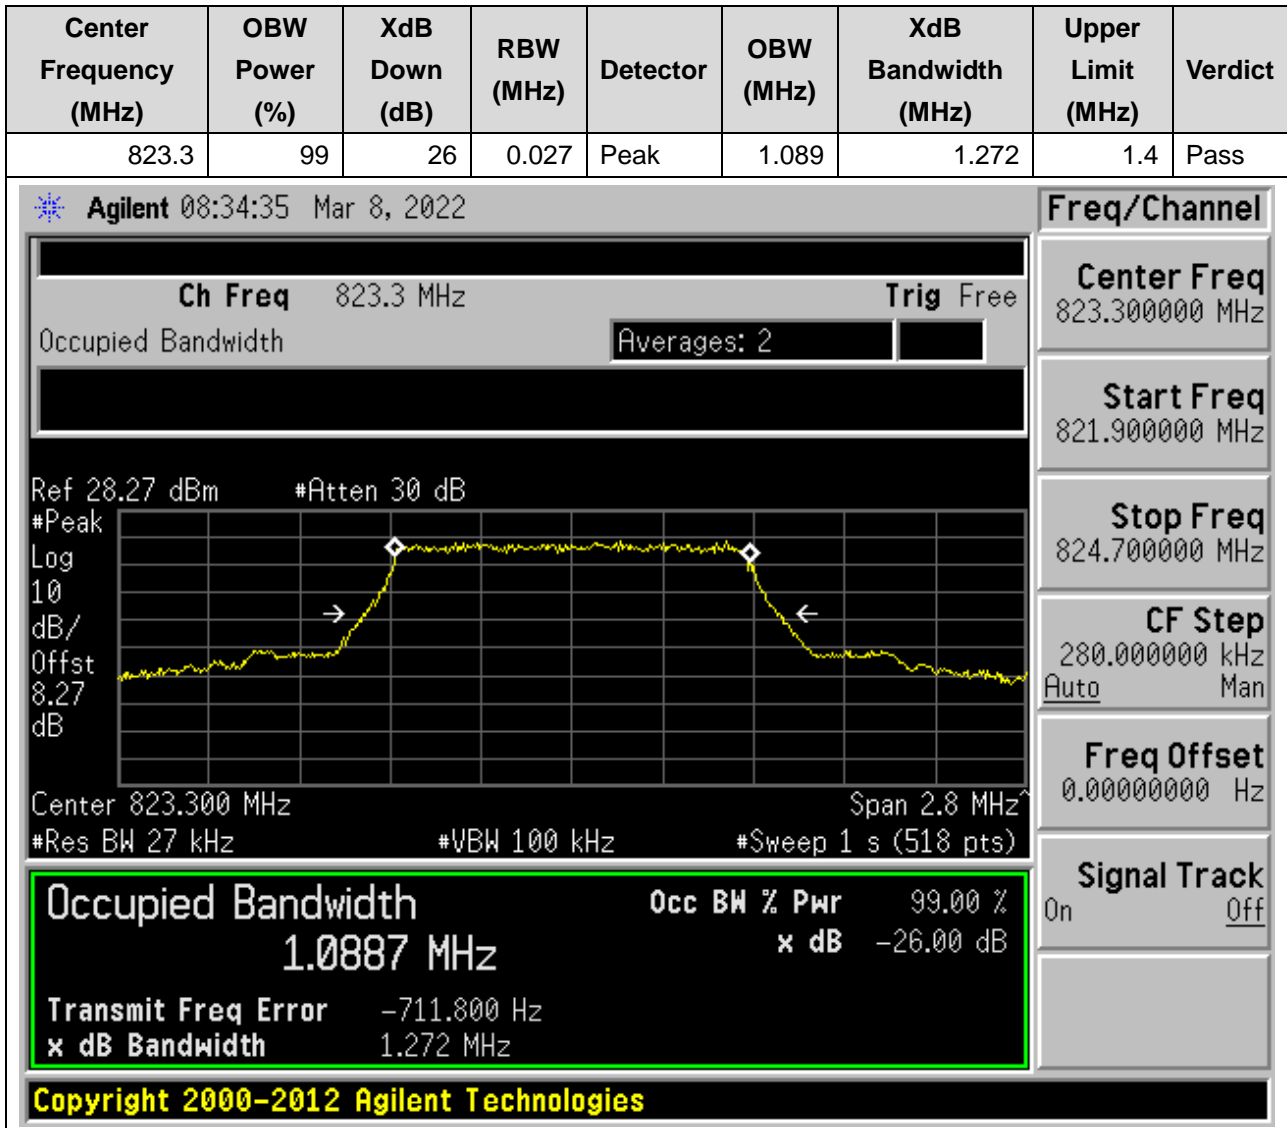 Center Frequency (MHz) OBW Power (%) XdB Down (dB) RBW (MHz) Detector OBW (MHz) XdB Bandwidth (MHz) Upper Limit (MHz) Verdict
823.3 99 26 0.027 Peak 1.089 1.272 1.4 Pass
Agilent 08:34:35 Mar 8, 2022
Ch Freq 823.3 MHz Trig Free
Occupied Bandwidth Averages: 2
Ref 28.27 dBm #Atten 30 dB
#Peak
Log
10
dB/
Offst
8.27
dB
Center 823.300 MHz Span 2.8 MHz^
#Res BW 27 kHz #VBW 100 kHz #Sweep 1 s (518 pts)
Occupied Bandwidth Occ BW % Pwr 99.00 %
1.0887 MHz x dB -26.00 dB
Transmit Freq Error -711.800 Hz
x dB Bandwidth 1.272 MHz
Copyright 2000-2012 Agilent Technologies
Freq/Channel
Center Freq
823.300000 MHz
Start Freq
821.900000 MHz
Stop Freq
824.700000 MHz
CF Step
280.000000 kHz
Auto Man
Freq Offset
0.00000000 Hz
Signal Track
On Off